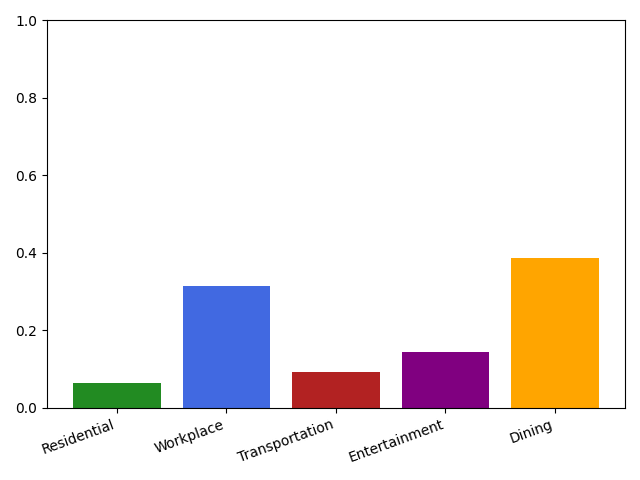 1.0
0.8
0.6
0.4
0.2
0.0
Residential
Workplace
Transportation
Entertainment
Dining